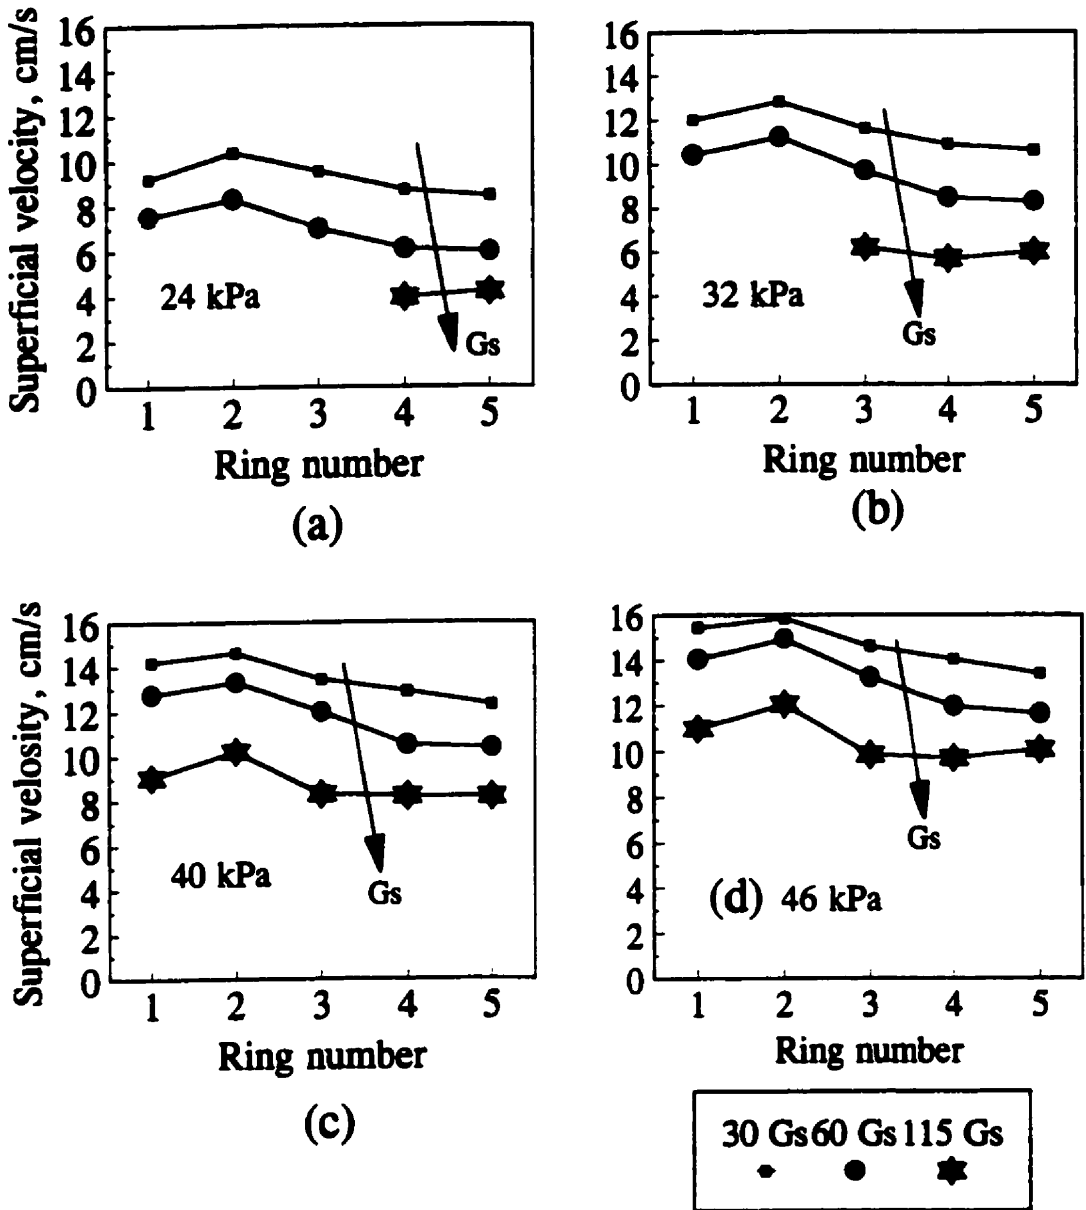 Superficial velocity, cm/s
16
14
12
10
8
6
4
2
0
24 kPa
Gs
1 2 3 4 5
Ring number
(a)
16
14
12
10
8
6
4
2
0
32 kPa
Gs
1 2 3 4 5
Ring number
(b)
Superficial velosity, cm/s
16
14
12
10
8
6
4
2
0
40 kPa
Gs
1 2 3 4 5
Ring number
(c)
16
14
12
10
8
6
4
2
0
Gs
(d) 46 kPa
1 2 3 4 5
Ring number
30 Gs 60 Gs 115 Gs